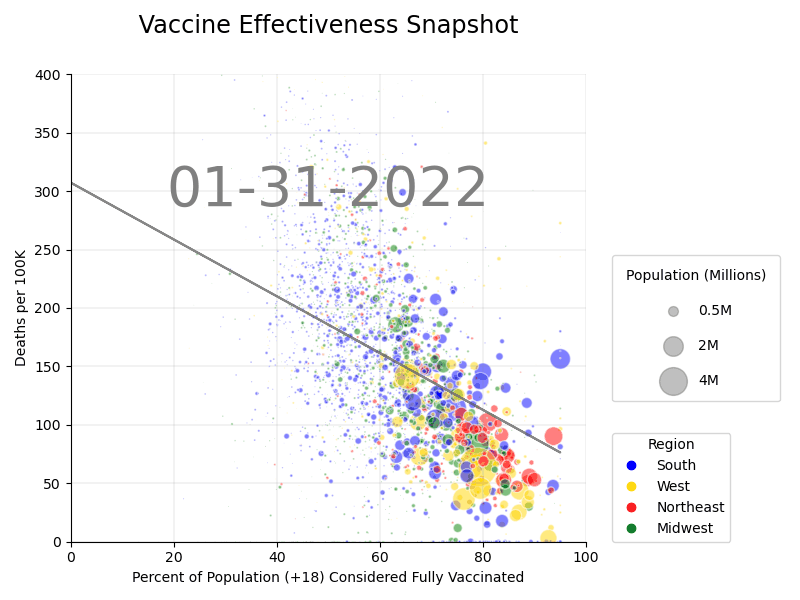 Vaccine Effectiveness Snapshot
400
350
300
250
200
150
100
50
0
Deaths per 100K
01-31-2022
0 20 40 60 80 100
Percent of Population (+18) Considered Fully Vaccinated
Population (Millions)
0.5M
2M
4M
Region
South
West
Northeast
Midwest